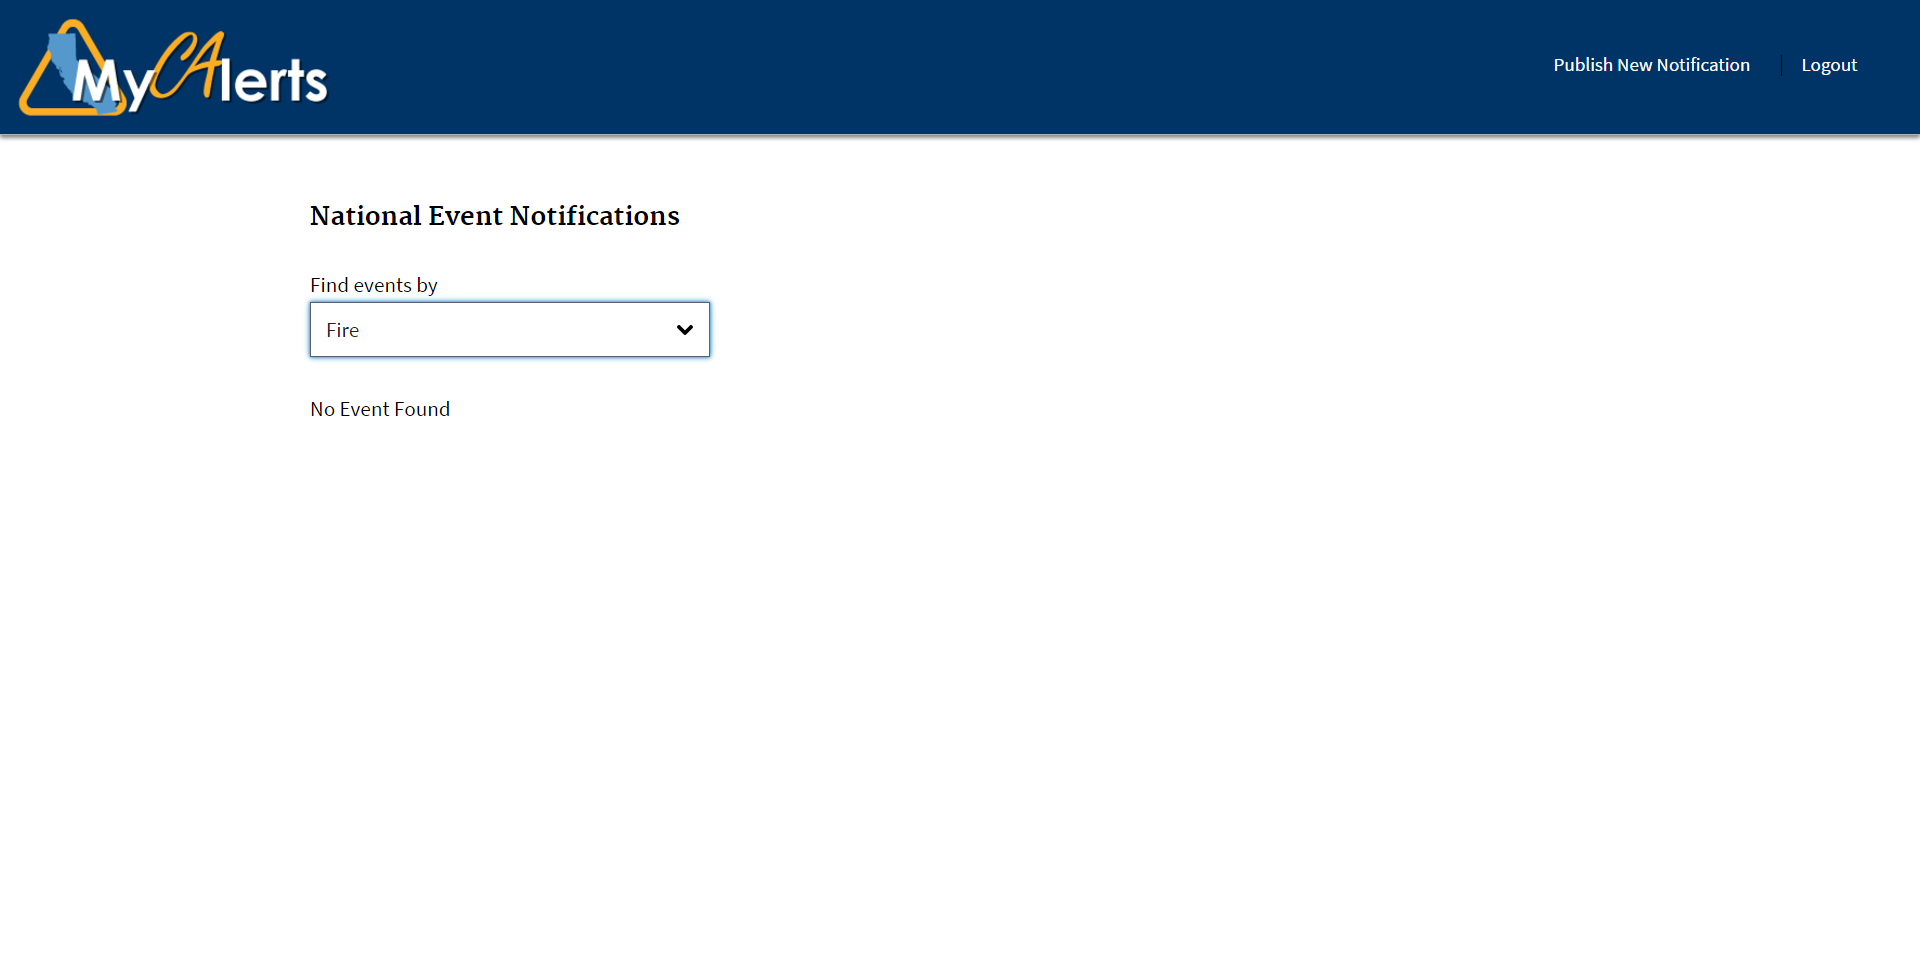 MyCAlerts
Publish New Notification
Logout
National Event Notifications
Find events by
Fire
No Event Found